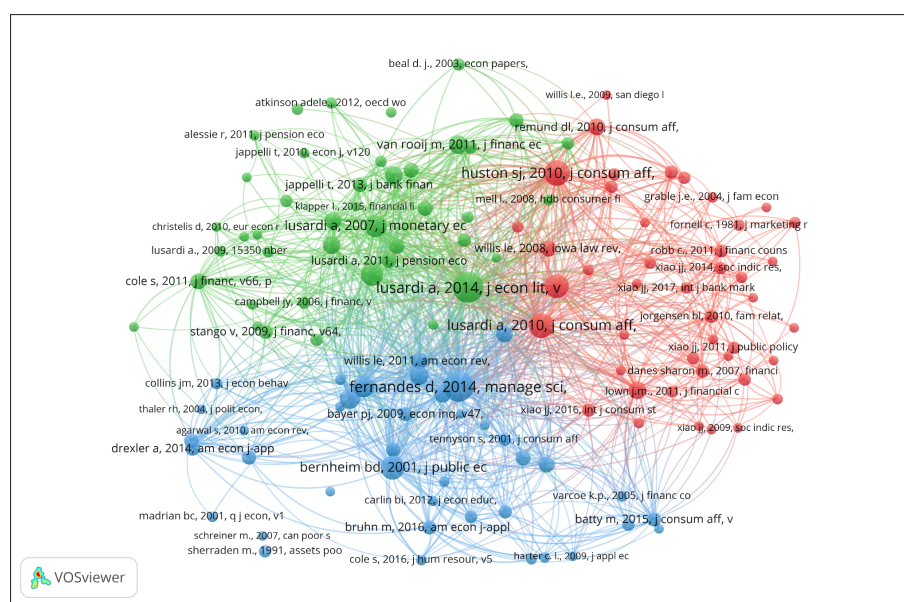 beal d. j., 2003, econ papers,
willis l.e., 2009, san diego l
atkinson adele., 2012, oecd wo
remund dl, 2010, j consum aff,
alessie r, 2011, j pension eco
van rooij m, 2011, j financ ec
jappelli t, 2010, econ j, v120
huston sj, 2010, j consum aff,
jappelli t, 2013, j bank finan
mell l., 2008, hdb consumer fi
grable j.e., 2004, j fam econ
klapper l., 2015, financial li
christelis d, 2010, eur econ r
lusardi a, 2007, j monetary ec
fornell c, 1981, j marketing r
lusardi a., 2009, 15350 nber
willis le, 2008, iowa law rev,
robb c., 2011, j financ couns
lusardi a, 2011, j pension eco
xiao jj, 2014, soc indic res,
cole s, 2011, j financ, v66, p
lusardi a, 2014, j econ lit, v
xiao jj, 2017, int j bank mark
campbell jy, 2006, j financ, v
jorgensen bl, 2010, fam relat,
stango v, 2009, j financ, v64,
lusardi a, 2010, j consum aff,
xiao jj, 2011, j public policy
willis le, 2011, am econ rev,
danes sharon m., 2007, financi
collins jm, 2013, j econ behav
fernandes d, 2014, manage sci,
lown j.m., 2011, j financial c
thaler rh, 2004, j polit econ,
bayer pj, 2009, econ inq, v47,
xiao jj, 2016, int j consum st
agarwal s, 2010, am econ rev,
xiao jj, 2009, soc indic res,
drexler a, 2014, am econ j-app
tennyson s, 2001, j consum aff
bernheim bd, 2001, j public ec
carlin bi, 2012, j econ educ,
varcoe k.p., 2005, j financ co
madrian bc, 2001, q j econ, v1
bruhn m, 2016, am econ j-appl
batty m, 2015, j consum aff, v
schreiner m., 2007, can poor s
sherraden m., 1991, assets poo
cole s, 2016, j hum resour, v5
harter c. l., 2009, j appl ec
VOSviewer